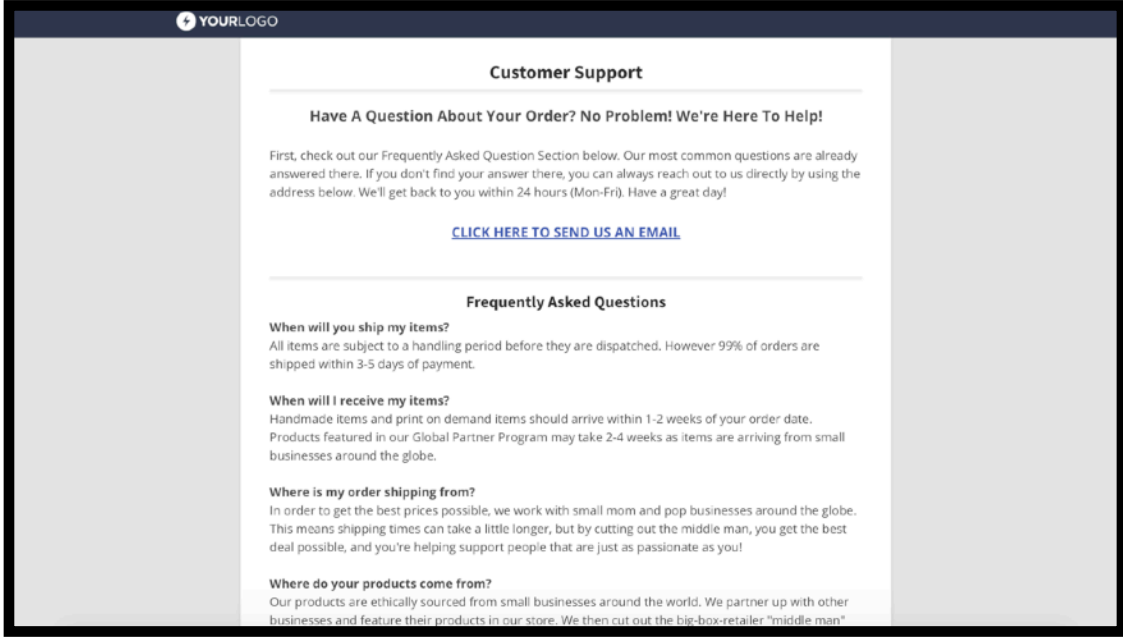 YOURLOGO
Customer Support
Have A Question About Your Order? No Problem! We're Here To Help!
First, check out our Frequently Asked Question Section below. Our most common questions are already
answered there. If you don't find your answer there, you can always reach out to us directly by using the
address below. We'll get back to you within 24 hours (Mon-Fri). Have a great day!
CLICK HERE TO SEND US AN EMAIL
Frequently Asked Questions
When will you ship my items?
All items are subject to a handling period before they are dispatched. However 99% of orders are
shipped within 3-5 days of payment.
When will I receive my items?
Handmade items and print on demand items should arrive within 1-2 weeks of your order date.
Products featured in our Global Partner Program may take 2-4 weeks as items are arriving from small
businesses around the globe.
Where is my order shipping from?
In order to get the best prices possible, we work with small mom and pop businesses around the globe.
This means shipping times can take a little longer, but by cutting out the middle man, you get the best
deal possible, and you're helping support people that are just as passionate as you!
Where do your products come from?
Our products are ethically sourced from small businesses around the world. We partner up with other
businesses and feature their products in our store. We then cut out the big-box-retailer "middle man"